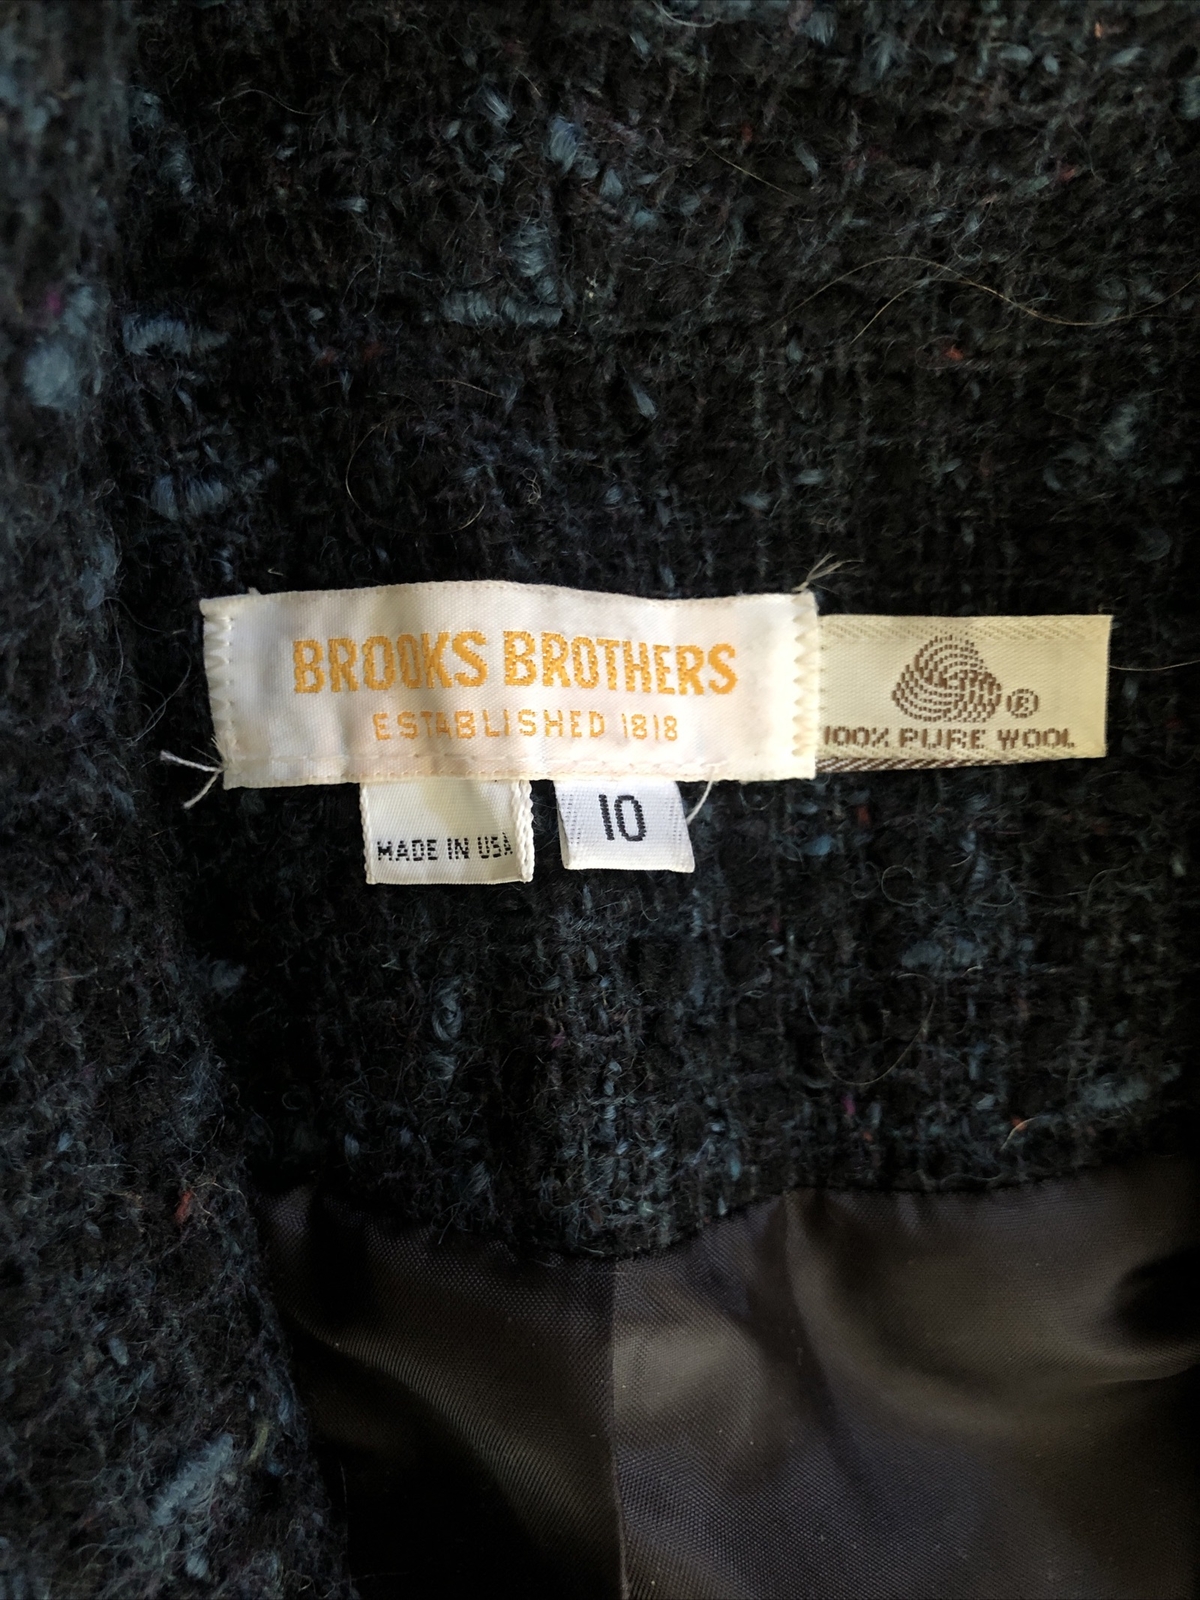 BROOKS BROTHERS
ESTABLISHED 1818
®
100% PURE WOOL
MADE IN USA
10